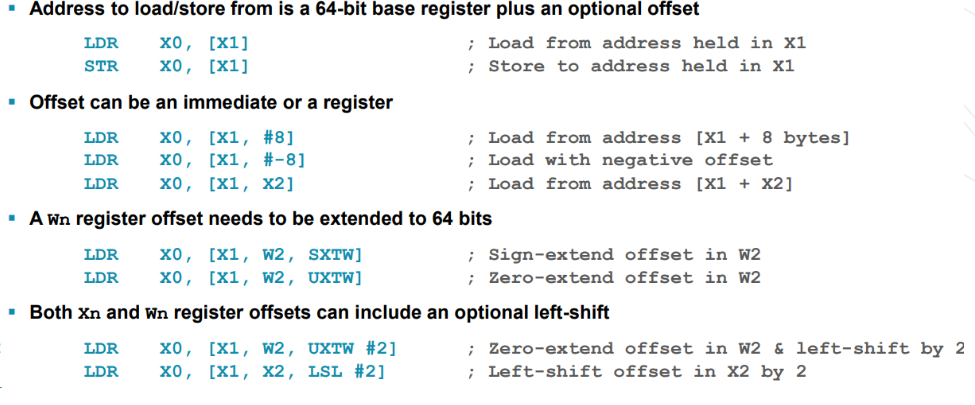 ▪ Address to load/store from is a 64-bit base register plus an optional offset
LDR X0, [X1] ; Load from address held in X1
STR X0, [X1] ; Store to address held in X1
▪ Offset can be an immediate or a register
LDR X0, [X1, #8] ; Load from address [X1 + 8 bytes]
LDR X0, [X1, #-8] ; Load with negative offset
LDR X0, [X1, X2] ; Load from address [X1 + X2]
▪ A Wn register offset needs to be extended to 64 bits
LDR X0, [X1, W2, SXTW] ; Sign-extend offset in W2
LDR X0, [X1, W2, UXTW] ; Zero-extend offset in W2
▪ Both Xn and Wn register offsets can include an optional left-shift
LDR X0, [X1, W2, UXTW #2] ; Zero-extend offset in W2 & left-shift by 2
LDR X0, [X1, X2, LSL #2] ; Left-shift offset in X2 by 2